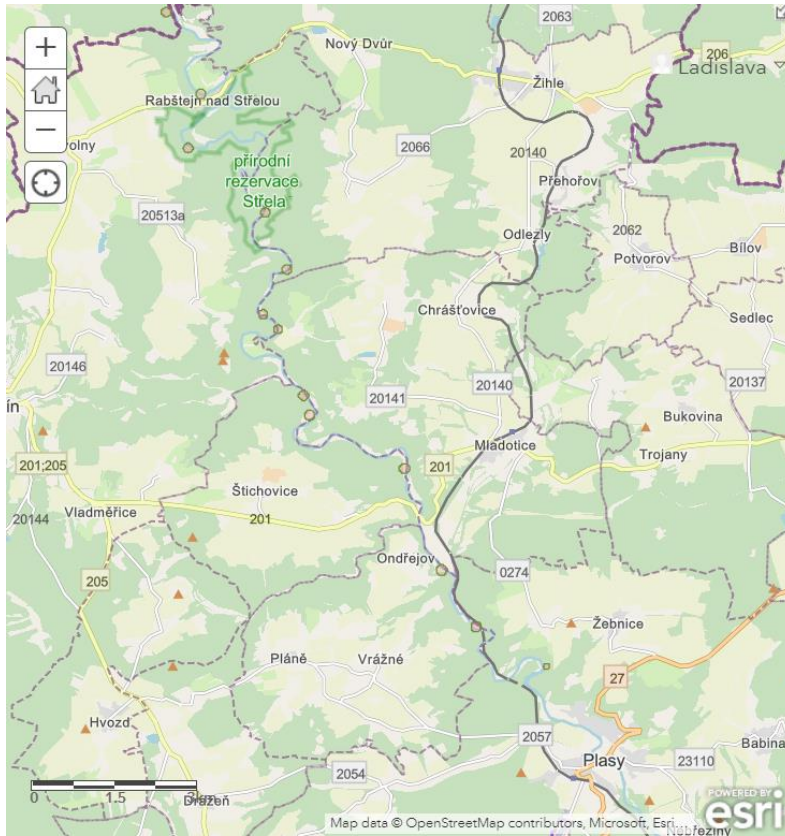 2063
Nový Dvůr
206
Ladislava
Žihle
Rabštejn nad Střelou
volny
2066
20140
přírodní
rezervace
Střela
Přehořov
20513a
Odlezly
2062
Bílov
Potvorov
Chrášťovice
Sedlec
20146
20141
20140
20137
ín
Bukovina
Mladotice
201
Trojany
201;205
Štichovice
20144
Vladměřice
201
Ondřejov
205
0274
Žebnice
Pláně
Vrážné
27
Hvozd
2057
Babina
Plasy
23110
2054
0
1.5
Dražeň
POWERED BY
esri
Map data © OpenStreetMap contributors, Microsoft, Esri...
Nebřeziny